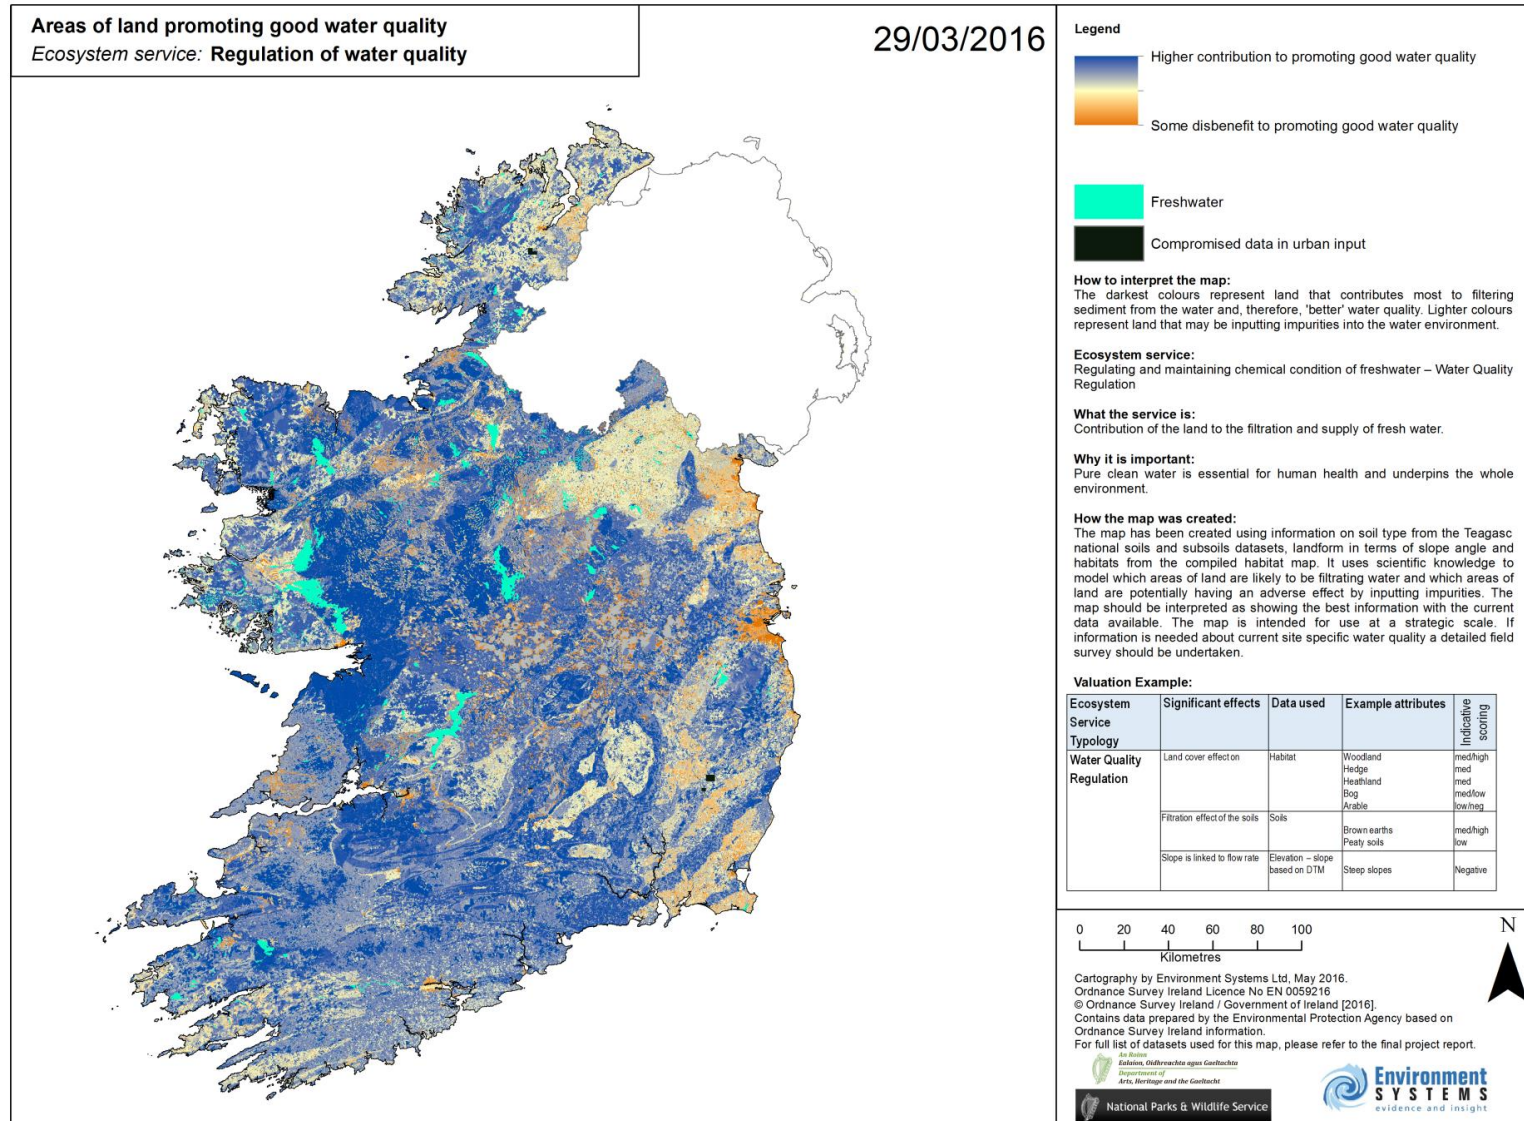 Areas of land promoting good water quality
Ecosystem service: Regulation of water quality
29/03/2016
Legend
Higher contribution to promoting good water quality
Some disbenefit to promoting good water quality
Freshwater
Compromised data in urban input
How to interpret the map:
The darkest colours represent land that contributes most to filtering
sediment from the water and, therefore, 'better' water quality. Lighter colours
represent land that may be inputting impurities into the water environment.
Ecosystem service:
Regulating and maintaining chemical condition of freshwater – Water Quality
Regulation
What the service is:
Contribution of the land to the filtration and supply of fresh water.
Why it is important:
Pure clean water is essential for human health and underpins the whole
environment.
How the map was created:
The map has been created using information on soil type from the Teagasc
national soils and subsoils datasets, landform in terms of slope angle and
habitats from the compiled habitat map. It uses scientific knowledge to
model which areas of land are likely to be filtrating water and which areas of
land are potentially having an adverse effect by inputting impurities. The
map should be interpreted as showing the best information with the current
data available. The map is intended for use at a strategic scale. If
information is needed about current site specific water quality a detailed field
survey should be undertaken.
Valuation Example:
Ecosystem Service Typology
Significant effects
Data used
Example attributes
Indicative scoring
Water Quality Regulation
Land cover effect on
Habitat
Woodland med/high
Hedge med
Heathland med
Bog med/low
Arable low/neg
Filtration effect of the soils
Soils
Brown earths med/high
Peaty soils low
Slope is linked to flow rate
Elevation – slope based on DTM
Steep slopes
Negative
0 20 40 60 80 100
Kilometres
N
Cartography by Environment Systems Ltd, May 2016.
Ordnance Survey Ireland Licence No EN 0059216
© Ordnance Survey Ireland / Government of Ireland [2016].
Contains data prepared by the Environmental Protection Agency based on
Ordnance Survey Ireland information.
For full list of datasets used for this map, please refer to the final project report.
An Roinn
Ealaíon, Oidhreachta agus Gaeltachta
Department of
Arts, Heritage and the Gaeltacht
National Parks & Wildlife Service
Environment
SYSTEMS
evidence and insight